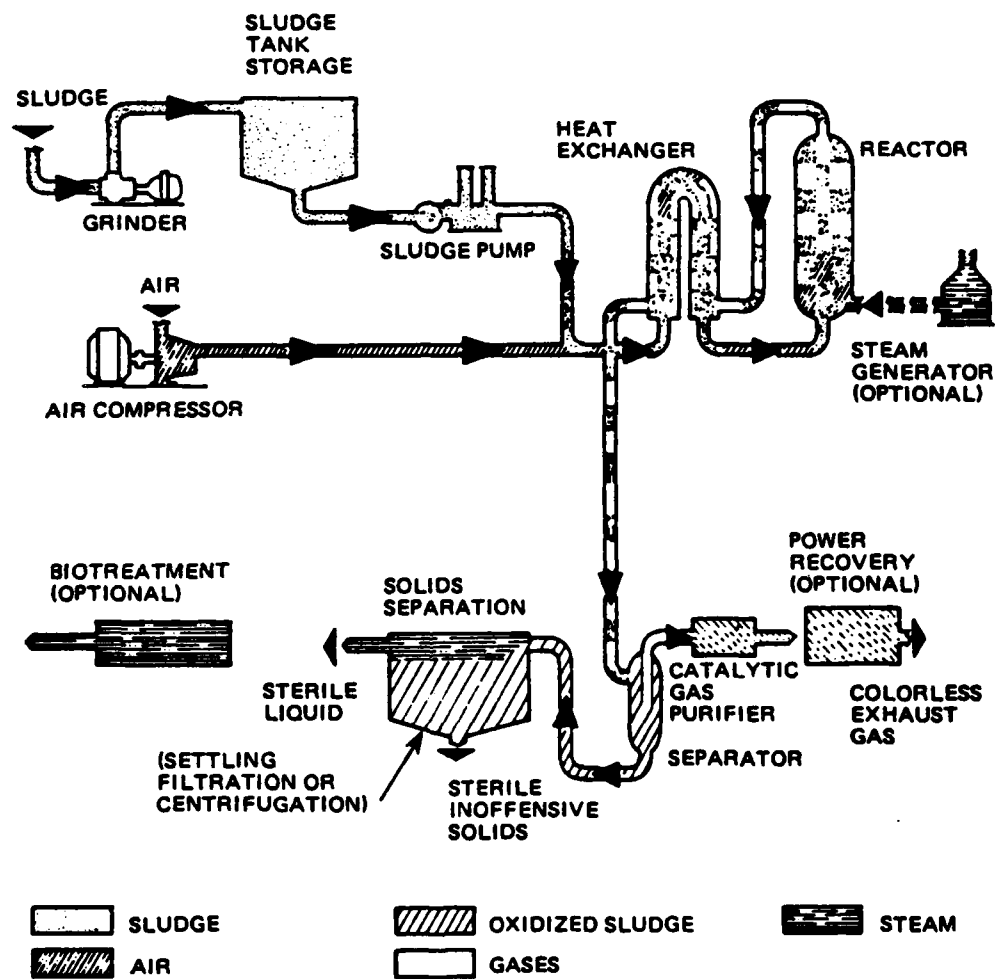 SLUDGE
TANK
STORAGE
SLUDGE
GRINDER
SLUDGE PUMP
HEAT
EXCHANGER
REACTOR
AIR
AIR COMPRESSOR
STEAM
GENERATOR
(OPTIONAL)
BIOTREATMENT
(OPTIONAL)
SOLIDS
SEPARATION
POWER
RECOVERY
(OPTIONAL)
STERILE
LIQUID
CATALYTIC
GAS
PURIFIER
COLORLESS
EXHAUST
GAS
SEPARATOR
(SETTLING
FILTRATION OR
CENTRIFUGATION)
STERILE
INOFFENSIVE
SOLIDS
SLUDGE
OXIDIZED SLUDGE
STEAM
AIR
GASES